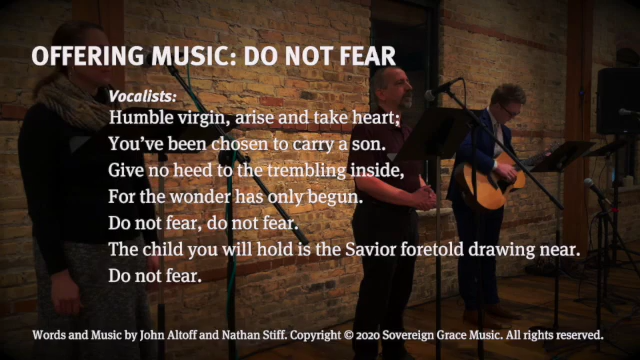 OFFERING MUSIC: DO NOT FEAR
Vocalists:
Humble virgin, arise and take heart;
You’ve been chosen to carry a son.
Give no heed to the trembling inside,
For the wonder has only begun.
Do not fear, do not fear.
The child you will hold is the Savior foretold drawing near.
Do not fear.
Words and Music by John Altoff and Nathan Stiff. Copyright © 2020 Sovereign Grace Music. All rights reserved.